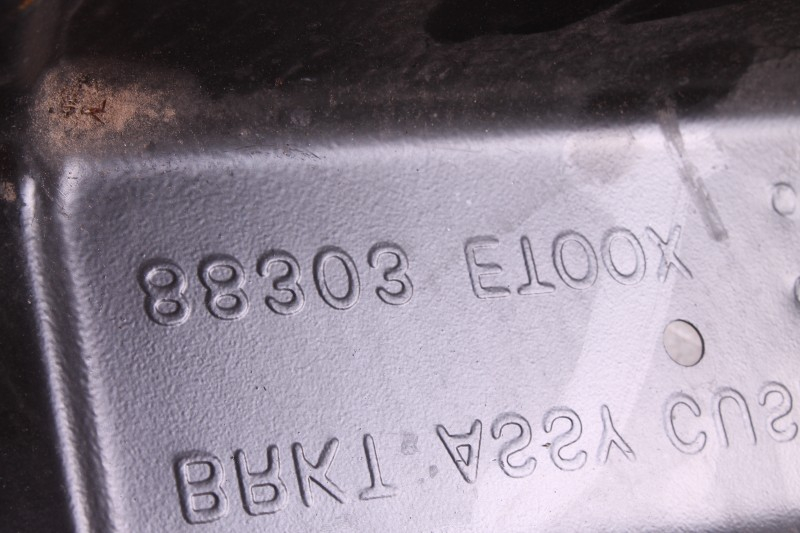 BRKT ASSY CUS
88303 ET00X